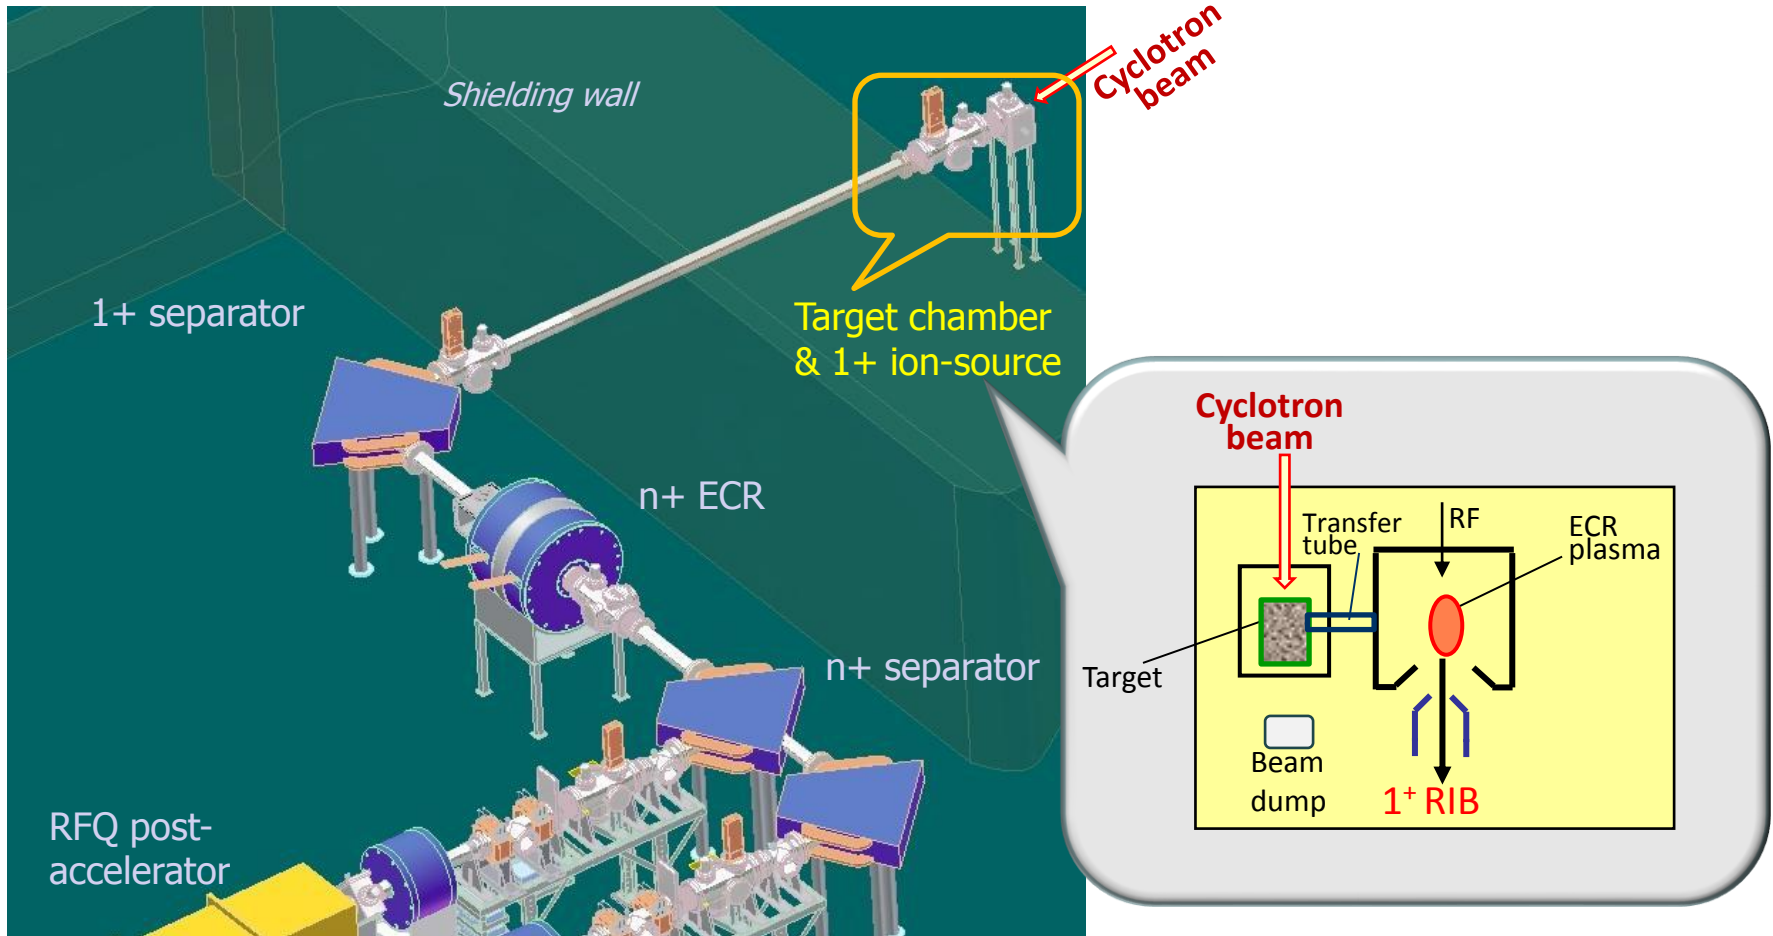 Shielding wall
Cyclotron
beam
1+ separator
Target chamber
& 1+ ion-source
n+ ECR
n+ separator
RFQ post-
accelerator
Cyclotron
beam
Transfer
tube
RF
ECR
plasma
Target
Beam
dump
1⁺ RIB